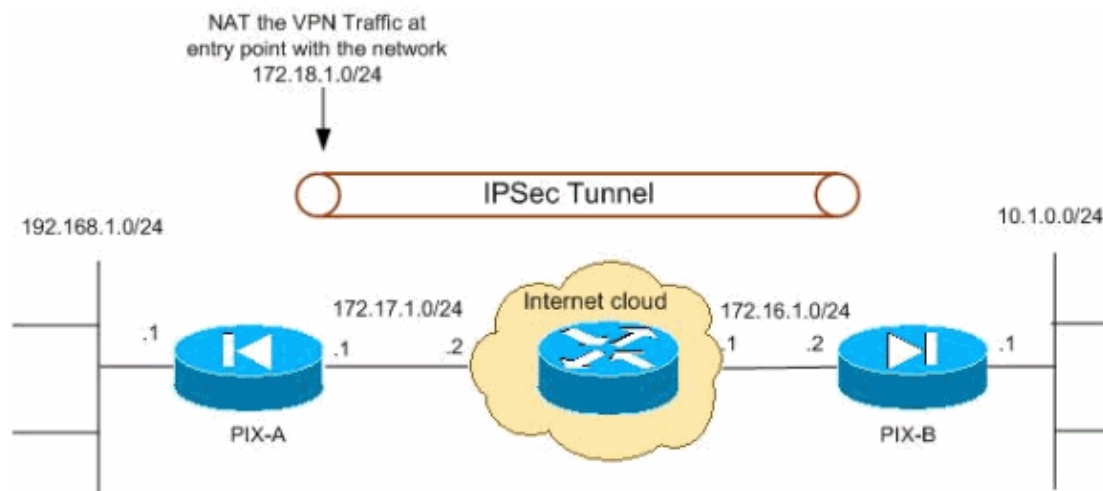 NAT the VPN Traffic at
entry point with the network
172.18.1.0/24
IPSec Tunnel
192.168.1.0/24
10.1.0.0/24
172.17.1.0/24
Internet cloud
172.16.1.0/24
.1
.1
.2
.1
.2
.1
PIX-A
PIX-B